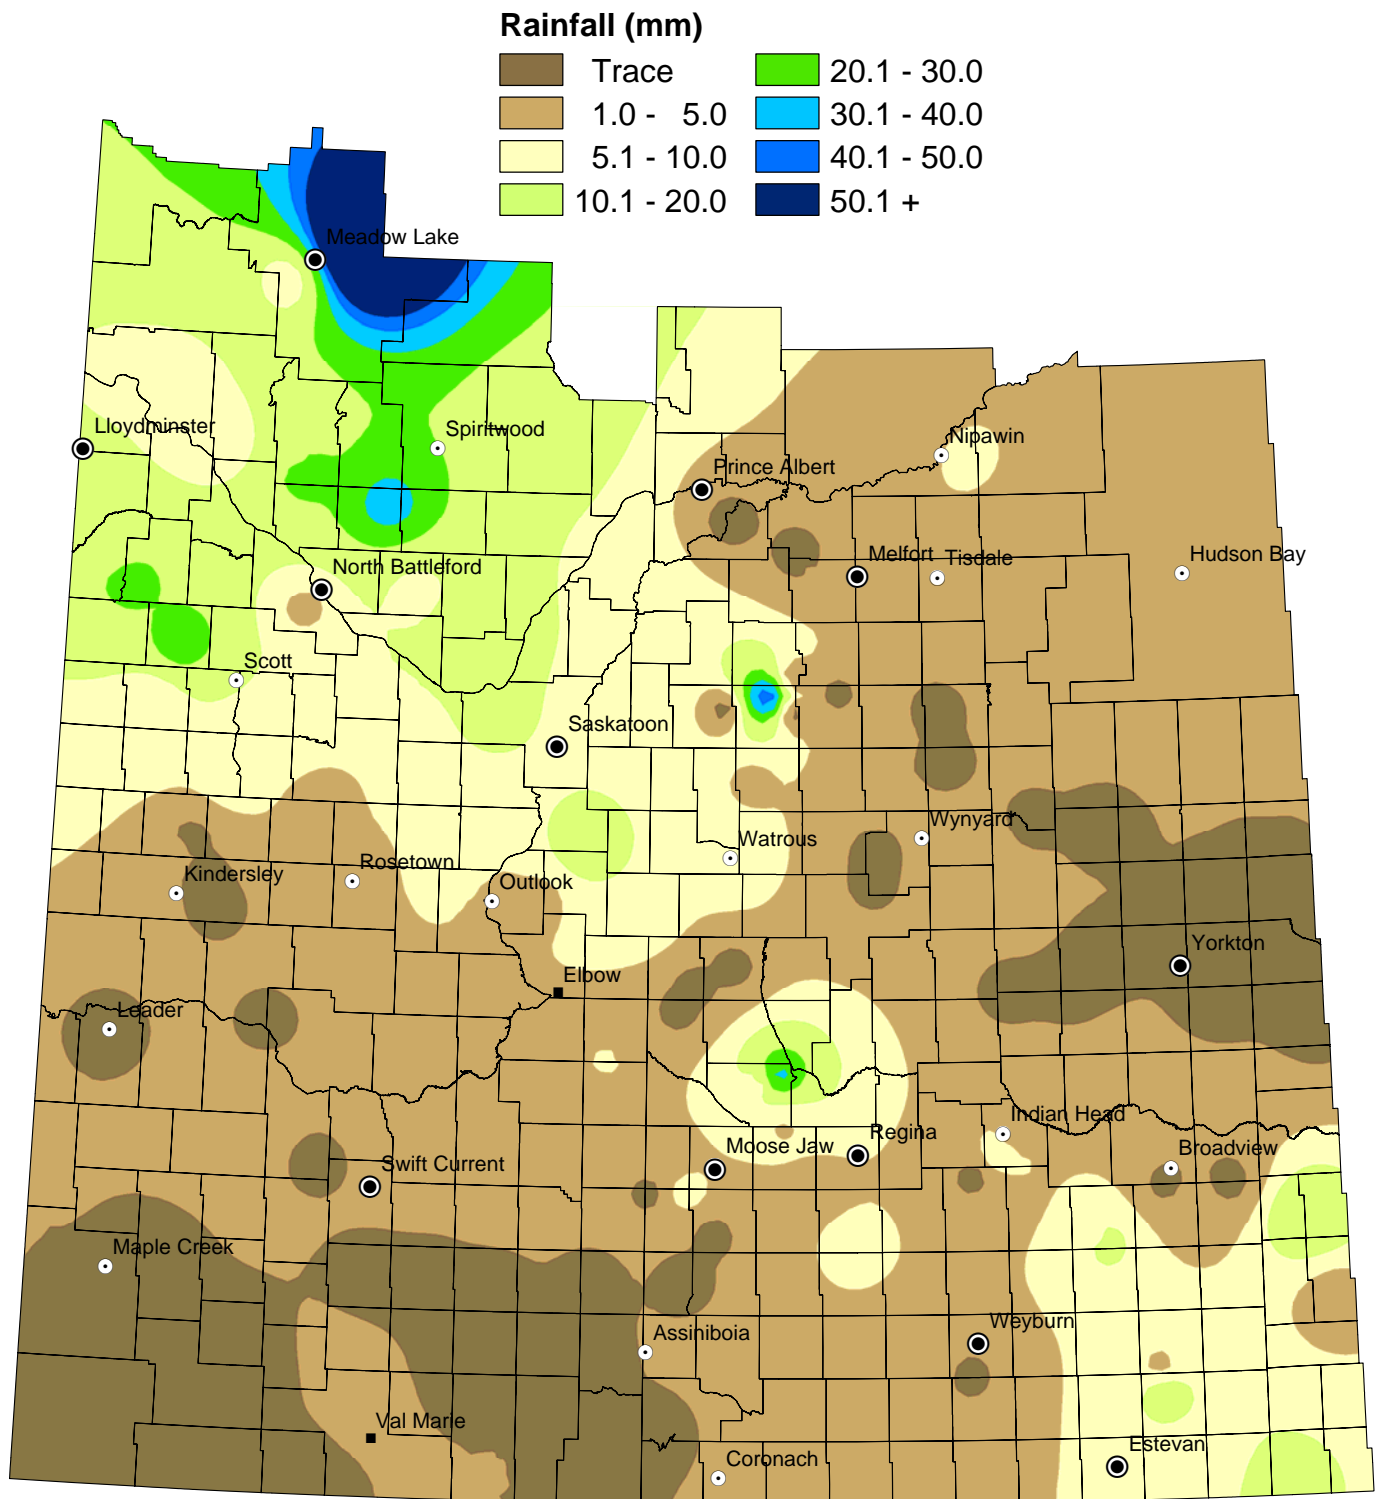 Rainfall (mm)
Trace
20.1 - 30.0
1.0 - 5.0
30.1 - 40.0
5.1 - 10.0
40.1 - 50.0
10.1 - 20.0
50.1 +
Meadow Lake
Lloydminster
Spiritwood
Nipawin
Prince Albert
North Battleford
Melfort
Tisdale
Hudson Bay
Scott
Saskatoon
Watrous
Wynyard
Kindersley
Rosetown
Outlook
Yorkton
Elbow
Leader
Indian Head
Regina
Moose Jaw
Broadview
Swift Current
Maple Creek
Assiniboia
Weyburn
Val Marie
Coronach
Estevan